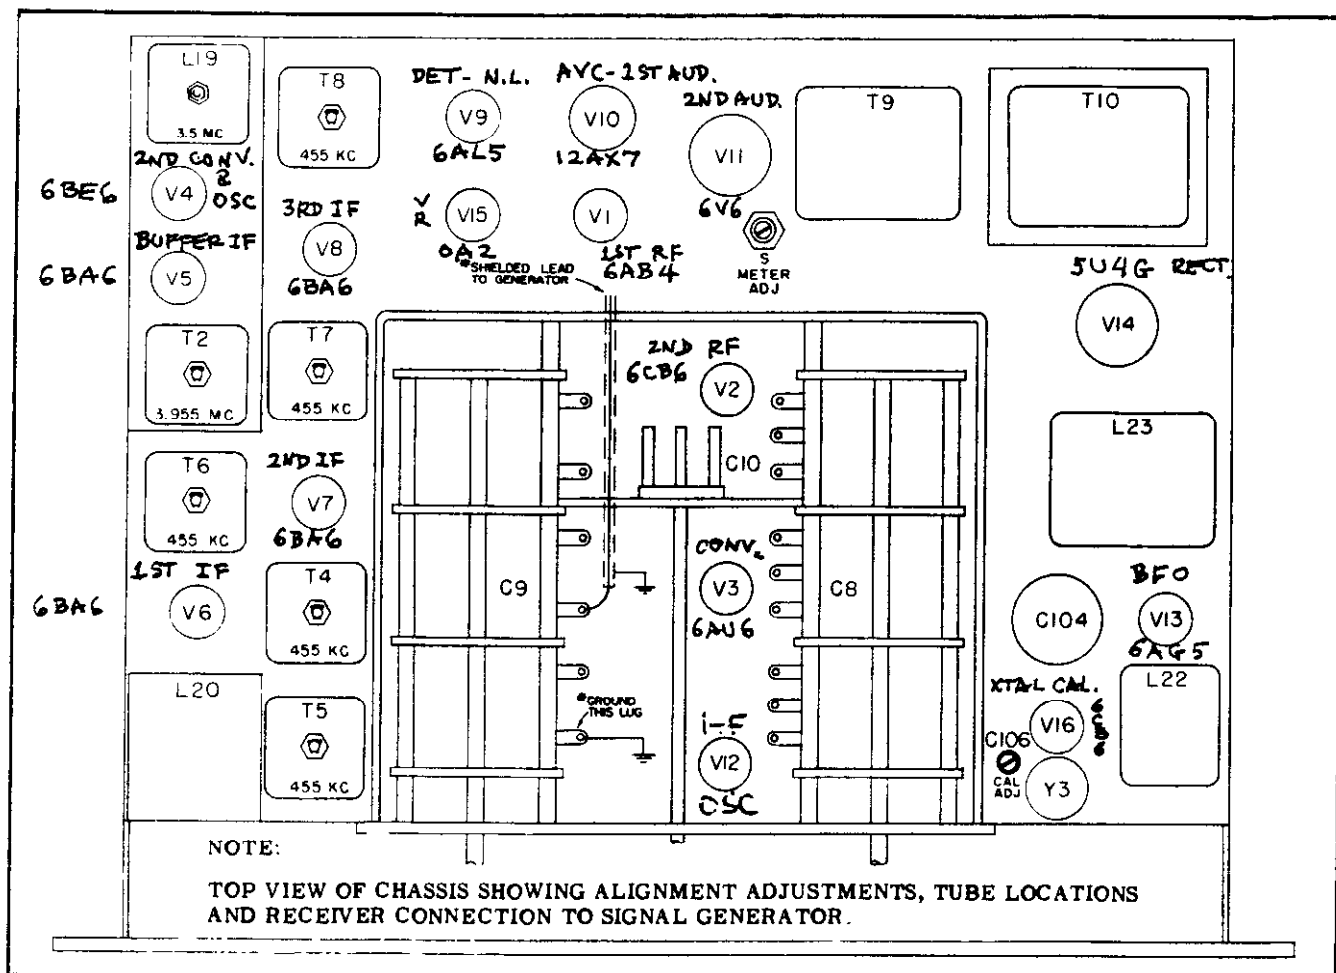 L19
3.5 MC
T8
455 KC
DET- N.L.
V9
6AL5
AVC-1ST AUD.
V10
12AX7
2ND AUD.
V11
6V6
T9
T10
2ND CONV.
&
OSC
6BE6
V4
3RD IF
V8
6BA6
VR
V15
0A2
V1
1ST RF
6AB4
S
METER
ADJ
BUFFER IF
6BA6
V5
*SHIELDED LEAD
TO GENERATOR
5U4G RECT.
V14
T2
3.955 MC
T7
455 KC
2ND RF
6CB6
V2
C10
L23
T6
455 KC
2ND IF
V7
6BA6
1ST IF
6BA6
V6
T4
455 KC
C9
CONV.
V3
6AU6
C8
C104
BFO
V13
6AG5
L20
T5
455 KC
*GROUND
THIS LUG
I-F
V12
OSC
XTAL CAL.
V16
C106
CAL
ADJ
Y3
L22
NOTE:
TOP VIEW OF CHASSIS SHOWING ALIGNMENT ADJUSTMENTS, TUBE LOCATIONS
AND RECEIVER CONNECTION TO SIGNAL GENERATOR.